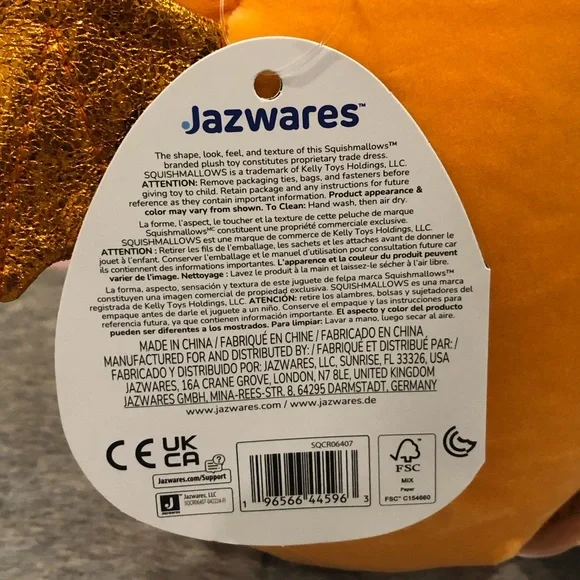 Jazwares™
The shape, look, feel, and texture of this Squishmallows™
branded plush toy constitutes proprietary trade dress.
SQUISHMALLOWS is a trademark of Kelly Toys Holdings, LLC.
ATTENTION: Remove packaging ties, bags, and fasteners before
giving toy to child. Retain package and any instructions for future
reference as they contain important information. Product appearance &
color may vary from shown. To Clean: Hand wash, then air dry.
La forme, l'aspect, le toucher et la texture de cette peluche de marque
Squishmallows MC constituent une propriété commerciale exclusive.
SQUISHMALLOWS est une marque de commerce de Kelly Toys Holdings, LLC.
ATTENTION : Retirer les fils de l'emballage, les sachets et les attaches avant de donner le
jouet à l'enfant. Conserver l'emballage et le manuel d'utilisation pour consultation future car
ils contiennent des informations importantes. L'apparence et la couleur du produit peuvent
varier de l'image. Nettoyage : Lavez le produit à la main et laissez-le sécher à l'air libre.
La forma, aspecto, sensación y textura de este juguete de felpa marca Squishmallows™
constituyen una imagen comercial de propiedad exclusiva. SQUISHMALLOWS es una marca
registrada de Kelly Toys Holdings, LLC. ATENCIÓN: retire los alambres, bolsas y sujetadores del
empaque antes de darle el juguete a un niño. Conserve el empaque y las instrucciones para
referencia futura, ya que contienen información importante. El aspecto y color del producto
pueden ser diferentes a los mostrados. Para limpiar: Lavar a mano, luego secar al aire.
MADE IN CHINA / FABRIQUÉ EN CHINE / FABRICADO EN CHINA
MANUFACTURED FOR AND DISTRIBUTED BY: / FABRIQUÉ ET DISTRIBUÉ PAR: /
FABRICADO Y DISTRIBUIDO POR: JAZWARES, LLC, SUNRISE, FL 33326, USA
JAZWARES, 16A CRANE GROVE, LONDON, N7 8LE, UNITED KINGDOM
JAZWARES GMBH, MINA-REES-STR. 8, 64295 DARMSTADT, GERMANY
www.jazwares.com / www.jazwares.de
CE UK
CA
Jazwares.com/Support
Jazwares
Jazwares, LLC
SQCR06407
1 96566 44596 3
FSC
MIX
Paper
FSC® C154660